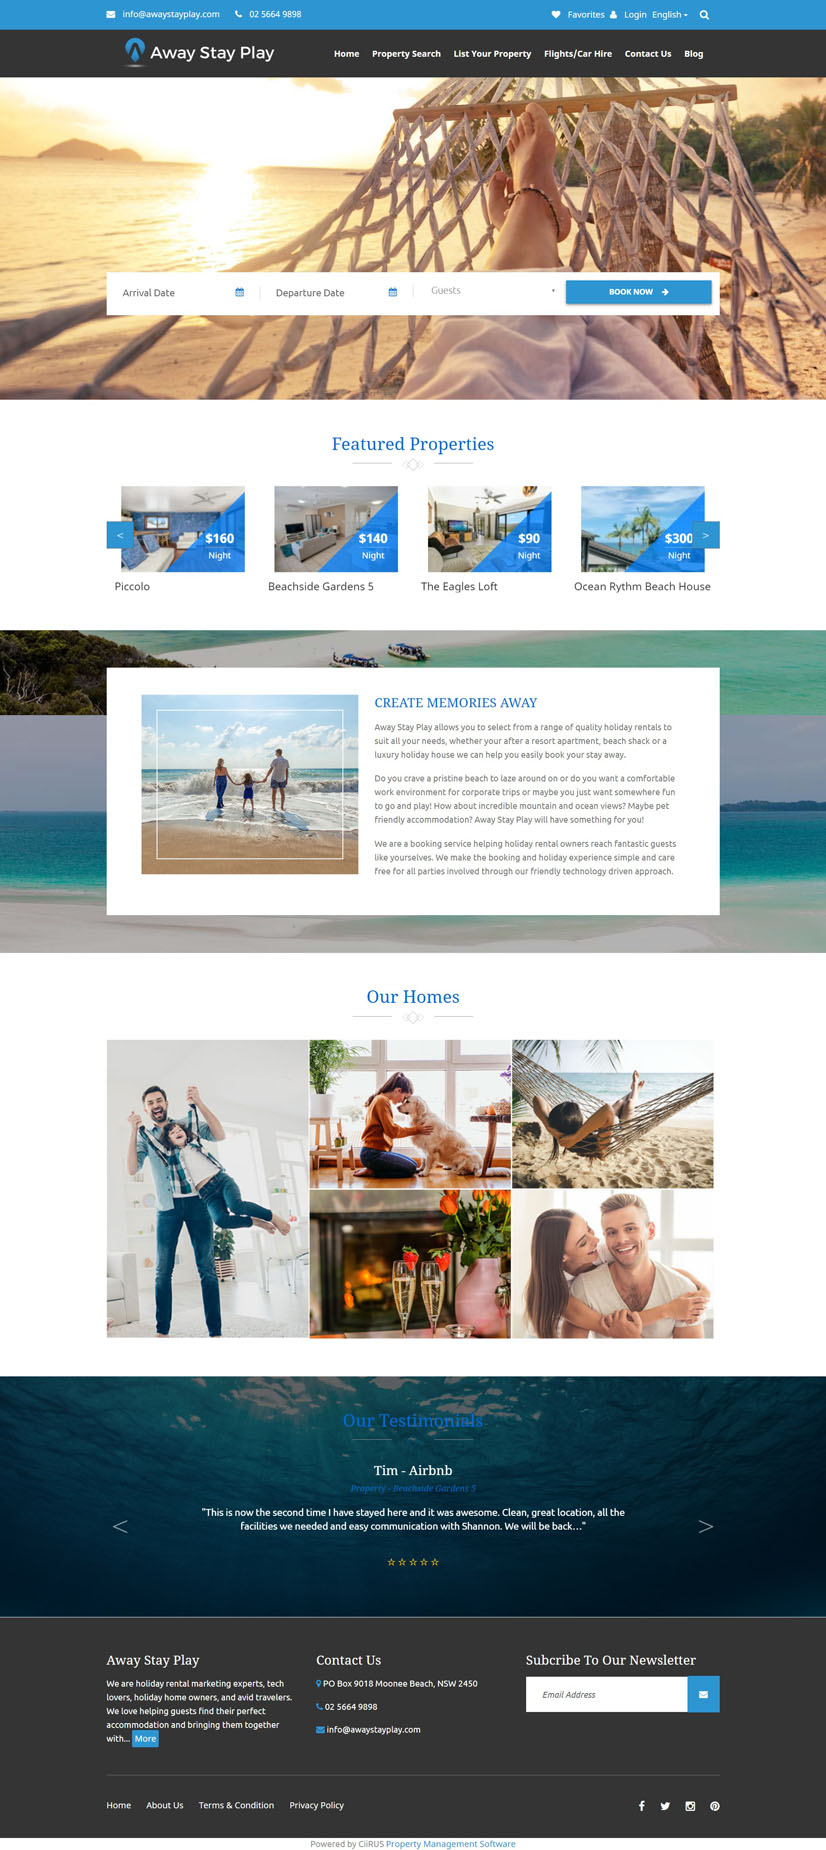 info@awaystayplay.com 02 5664 9898 Favorites Login English
Away Stay Play
Home Property Search List Your Property Flights/Car Hire Contact Us Blog
Arrival Date Departure Date Guests BOOK NOW
Featured Properties
$160 $140 $90 $300
Night Night Night Night
< >
Piccolo Beachside Gardens 5 The Eagles Loft Ocean Rythm Beach House
CREATE MEMORIES AWAY
Away Stay Play allows you to select from a range of quality holiday rentals to
suit all your needs, whether your after a resort apartment, beach shack or a
luxury holiday house we can help you easily book your stay away.
Do you crave a pristine beach to laze around on or do you want a comfortable
work environment for corporate trips or maybe you just want somewhere fun
to go and play! How about incredible mountain and ocean views? Maybe pet
friendly accommodation? Away Stay Play will have something for you!
We are a booking service helping holiday rental owners reach fantastic guests
like yourselves. We make the booking and holiday experience simple and care
free for all parties involved through our friendly technology driven approach.
Our Homes
Our Testimonials
Tim - Airbnb
Property - Beachside Gardens 5
"This is now the second time I have stayed here and it was awesome. Clean, great location, all the
facilities we needed and easy communication with Shannon. We will be back..."
< >
Away Stay Play
We are holiday rental marketing experts, tech
lovers, holiday home owners, and avid travelers.
We love helping guests find their perfect
accommodation and bringing them together
with... More
Contact Us
PO Box 9018 Moonee Beach, NSW 2450
02 5664 9898
info@awaystayplay.com
Subcribe To Our Newsletter
Email Address
Home About Us Terms & Condition Privacy Policy
Powered by CiiRUS Property Management Software